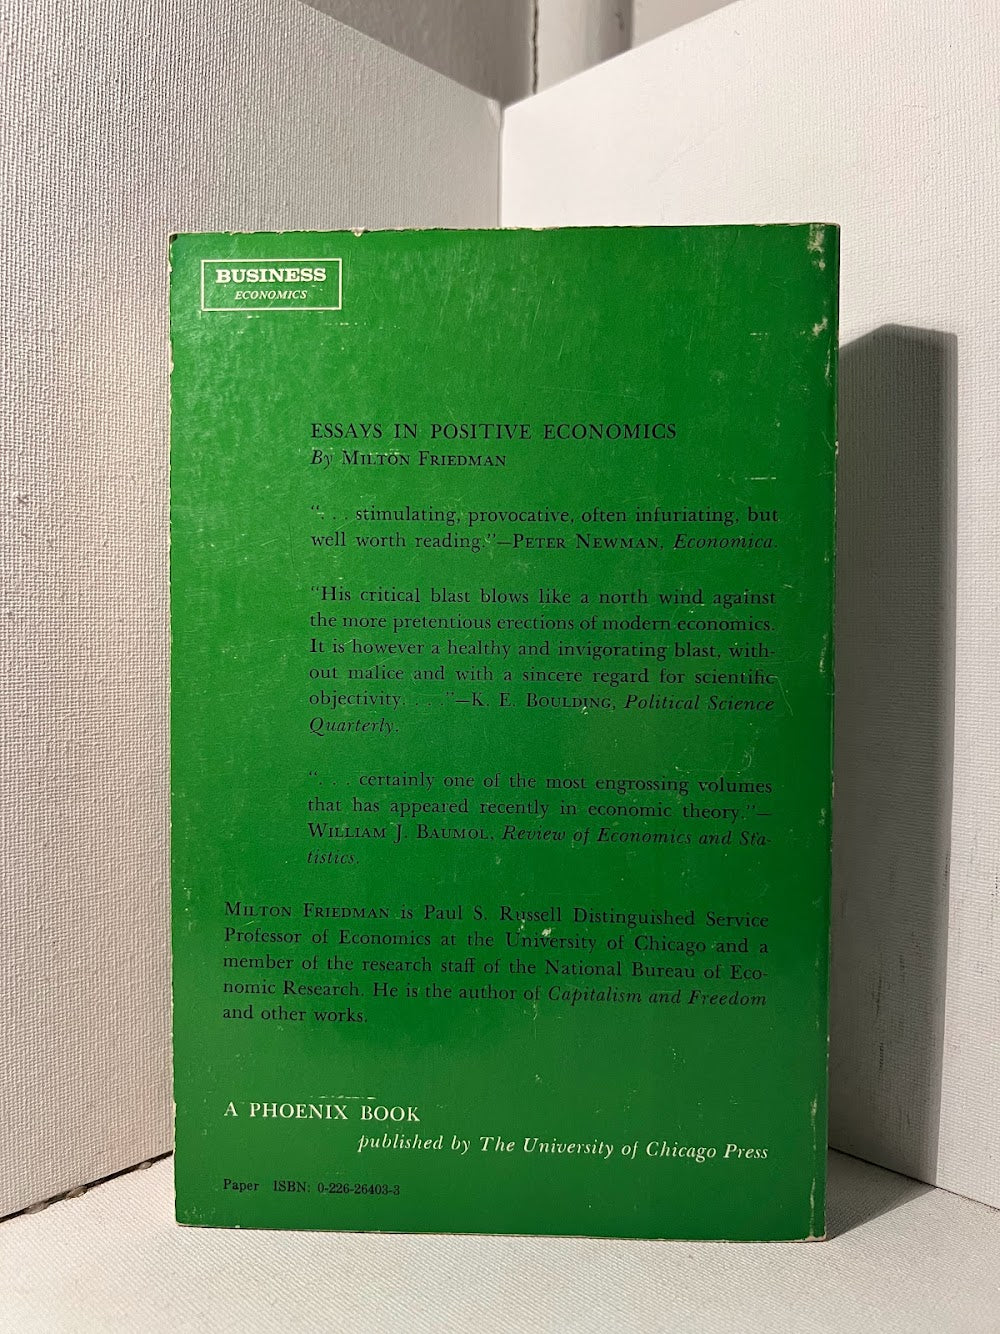 BUSINESS
ECONOMICS
ESSAYS IN POSITIVE ECONOMICS
By MILTON FRIEDMAN
“. . . stimulating, provocative, often infuriating, but
well worth reading.”—PETER NEWMAN, Economica.
“His critical blast blows like a north wind against
the more pretentious erections of modern economics.
It is however a healthy and invigorating blast, with-
out malice and with a sincere regard for scientific
objectivity. . . .”—K. E. BOULDING, Political Science
Quarterly.
“. . . certainly one of the most engrossing volumes
that has appeared recently in economic theory.”—
WILLIAM J. BAUMOL, Review of Economics and Sta-
tistics.
MILTON FRIEDMAN is Paul S. Russell Distinguished Service
Professor of Economics at the University of Chicago and a
member of the research staff of the National Bureau of Eco-
nomic Research. He is the author of Capitalism and Freedom
and other works.
A PHOENIX BOOK
published by The University of Chicago Press
Paper ISBN: 0-226-26403-3